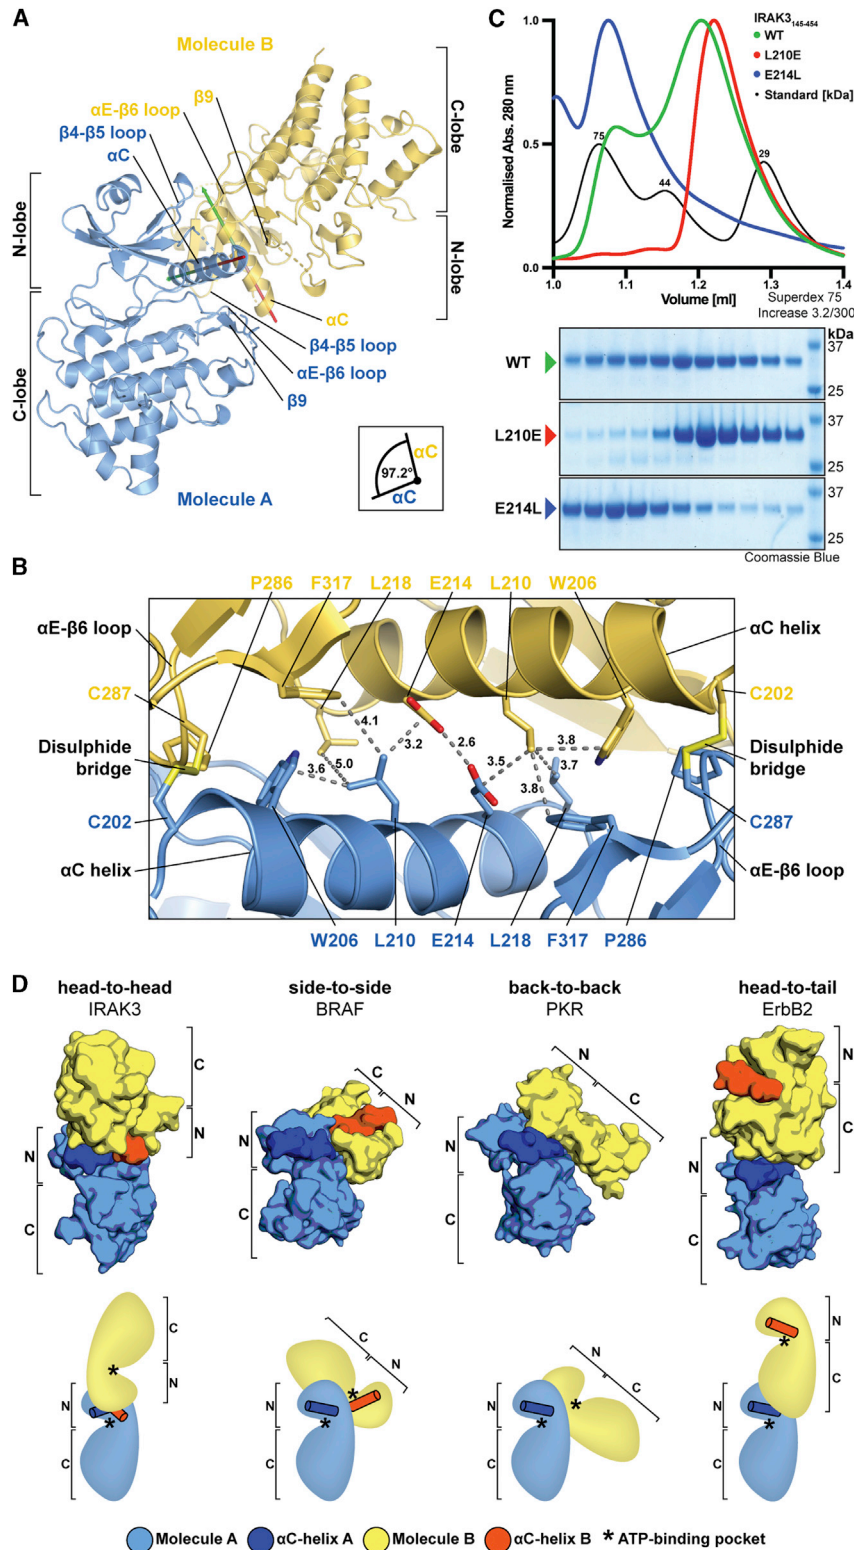 A
Molecule B
αE-β6 loop
β9
β4-β5 loop
αC
C-lobe
N-lobe
N-lobe
C-lobe
αC
β4-β5 loop
αE-β6 loop
β9
Molecule A
αC
97.2°
αC
C
Normalised Abs. 280 nm
1.0
0.5
0.0
1.0
1.1
1.2
1.3
1.4
Volume [ml]
75
44
29
IRAK3145-454
WT
L210E
E214L
Standard [kDa]
Superdex 75
Increase 3.2/300
kDa
WT
37
25
L210E
37
25
E214L
37
25
Coomassie Blue
B
P286 F317 L218 E214 L210 W206
αE-β6 loop
αC helix
C287
C202
Disulphide
bridge
Disulphide
bridge
4.1
3.2
2.6
3.8
3.5
5.0
3.6
3.7
3.8
C202
C287
αC helix
αE-β6 loop
W206 L210 E214 L218 F317 P286
D
head-to-head
IRAK3
side-to-side
BRAF
back-to-back
PKR
head-to-tail
ErbB2
C
N
N
C
C
N
N
C
N
C
N
C
N
C
N
C
C
N
N
C
C
N
N
C
N
C
N
C
N
C
N
C
Molecule A
αC-helix A
Molecule B
αC-helix B
* ATP-binding pocket